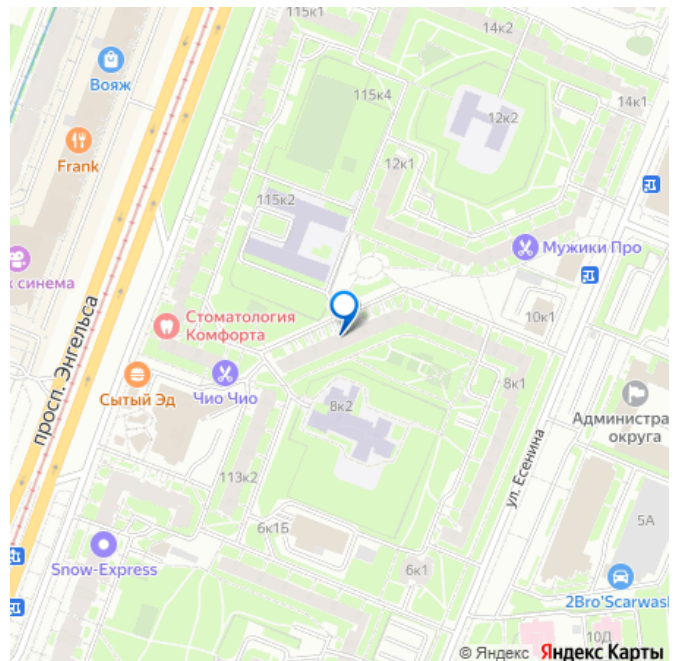 115к1
14к2
Вояж
115к4
14к1
12к2
Frank
12к1
115к2
Мужики Про
синема
Стоматология
Комфорта
10к1
просп. Энгельса
Сытый Эд
Чио Чио
8к1
8к2
Администра
округа
ул. Есенина
113к2
6к1Б
5А
Snow-Express
6к1
2Bro'Scarwas
10Д
© Яндекс Яндекс Карты